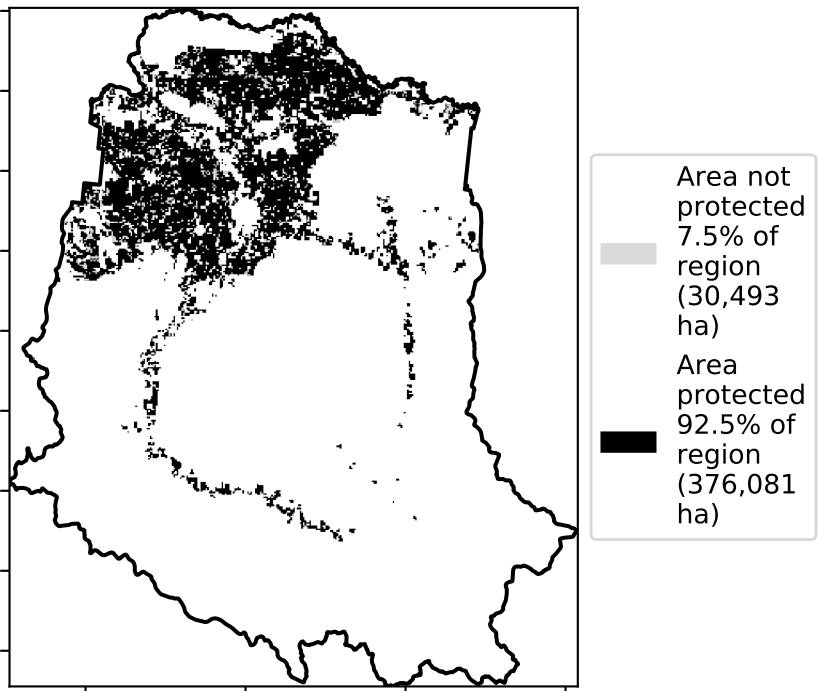 Area not
protected
7.5% of
region
(30,493
ha)
Area
protected
92.5% of
region
(376,081
ha)